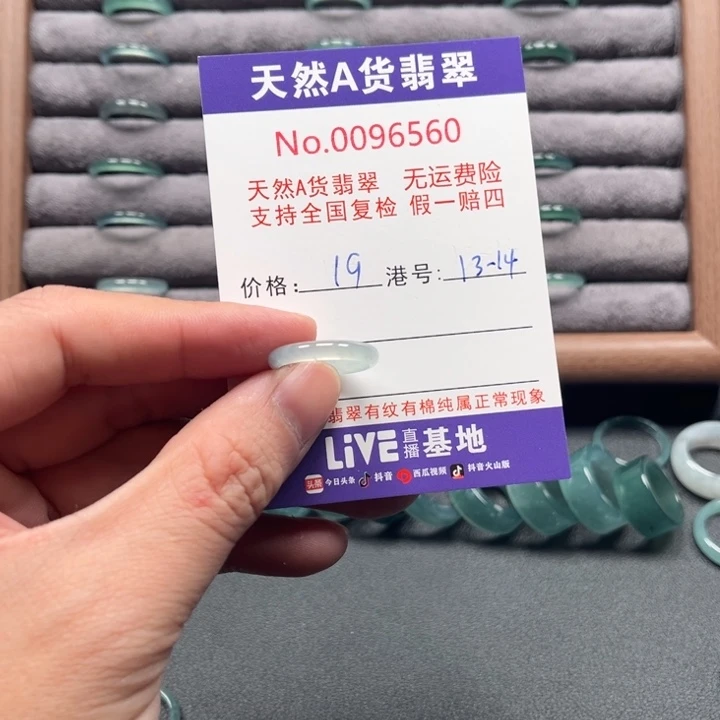 天然A货翡翠
No.0096560
天然A货翡翠 无运费险
支持全国复检 假一赔四
价格: 19 港号: 13-14
翡翠有纹有棉纯属正常现象
LiVE直播基地
头条 今日头条 抖音 西瓜视频 抖音火山版